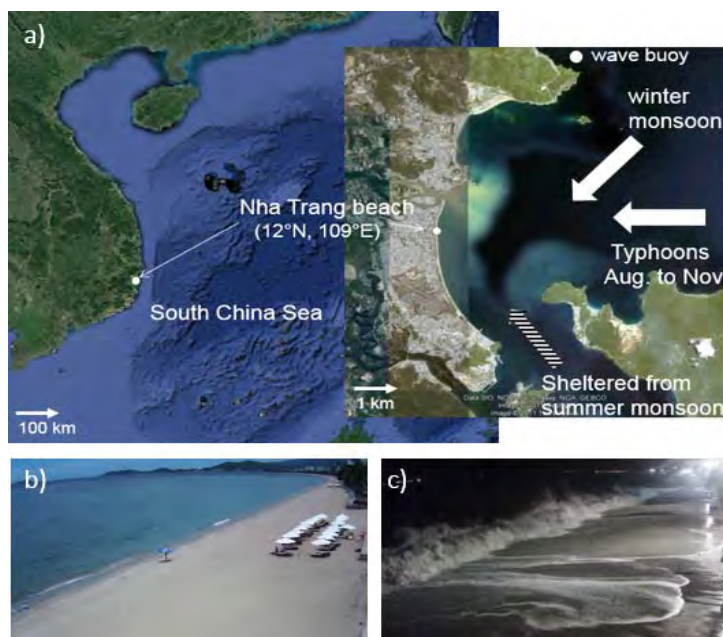 a)
wave buoy
winter
monsoon
Nha Trang beach
(12°N, 109°E)
Typhoons
Aug. to Nov
South China Sea
Sheltered from
summer monsoon
1 km
100 km
b)
c)